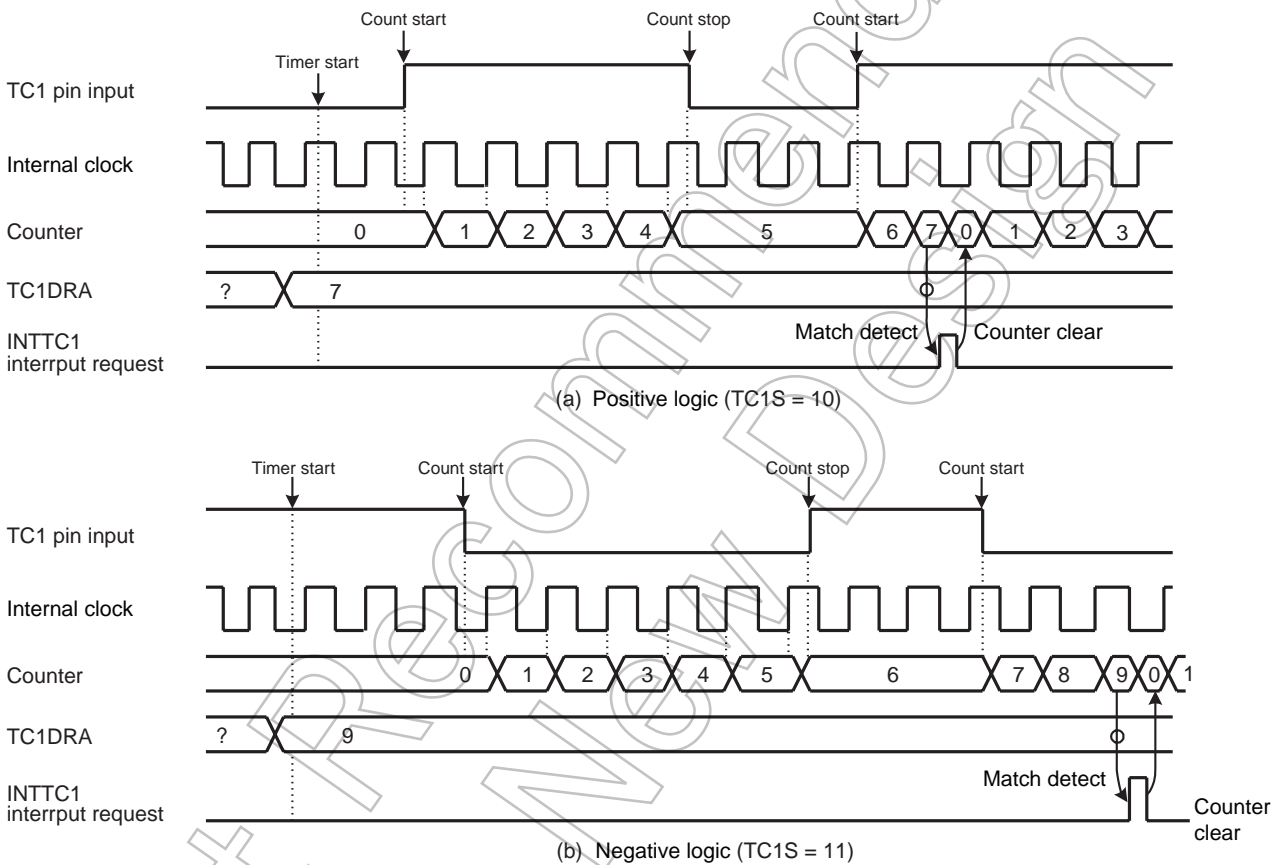 Count start Count stop Count start
Timer start
TC1 pin input
Internal clock
Counter 0 1 2 3 4 5 6 7 0 1 2 3
TC1DRA ? 7
Match detect Counter clear
INTTC1
interrput request
(a) Positive logic (TC1S = 10)
Timer start Count start Count stop Count start
TC1 pin input
Internal clock
Counter 0 1 2 3 4 5 6 7 8 9 0 1
TC1DRA ? 9
Match detect
INTTC1
interrput request
Counter
clear
(b) Negative logic (TC1S = 11)
Recommend
New Design